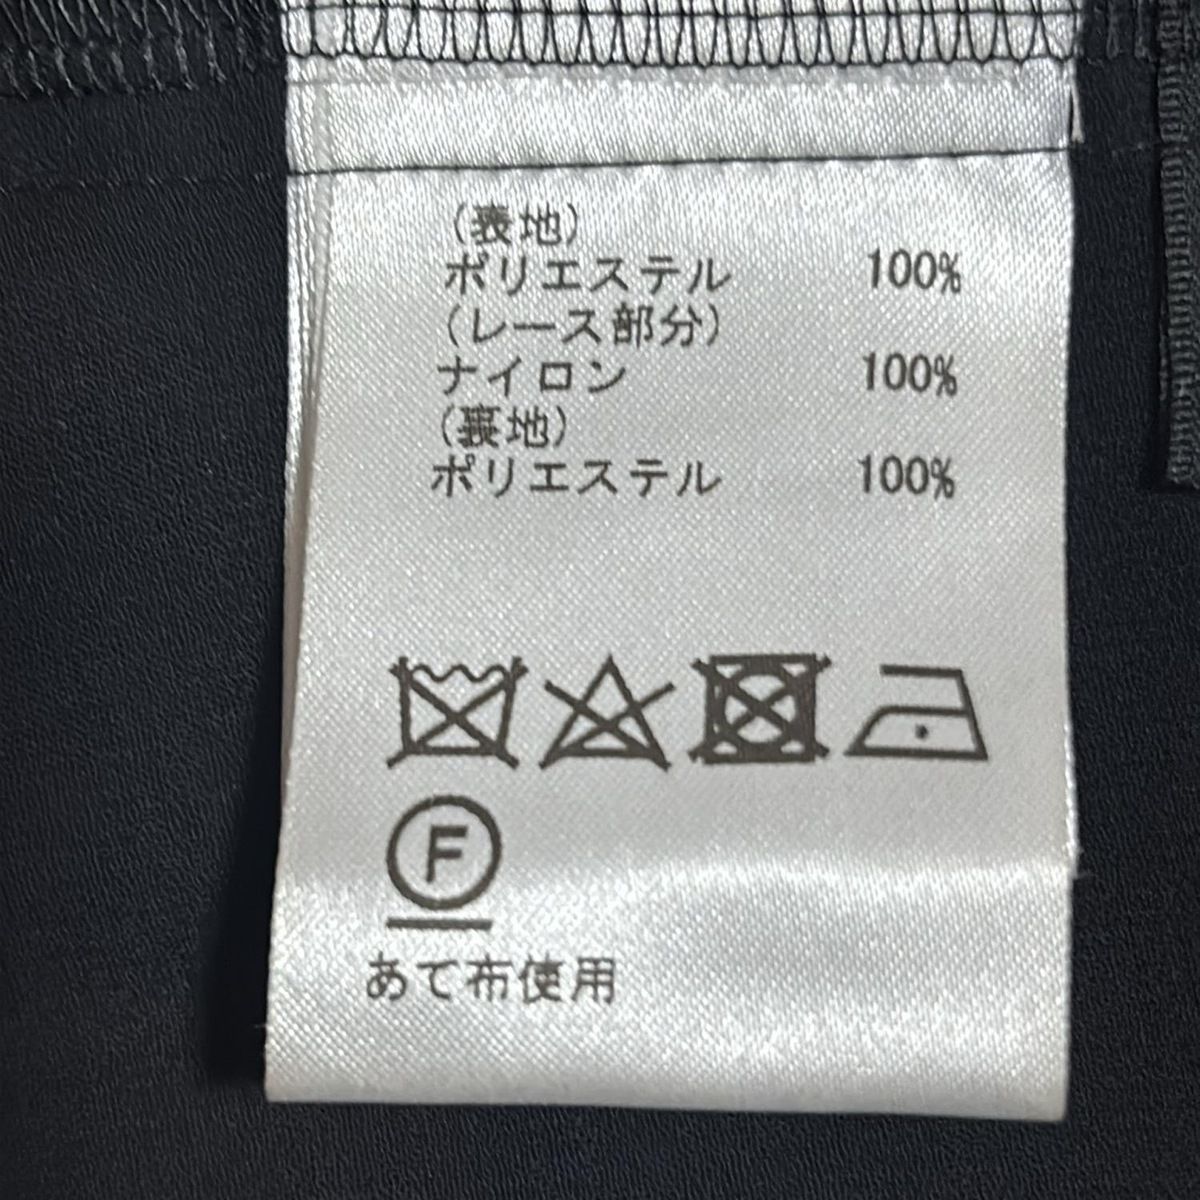 (表地)
ポリエステル 100%
(レース部分)
ナイロン 100%
(裏地)
ポリエステル 100%
F
あて布使用